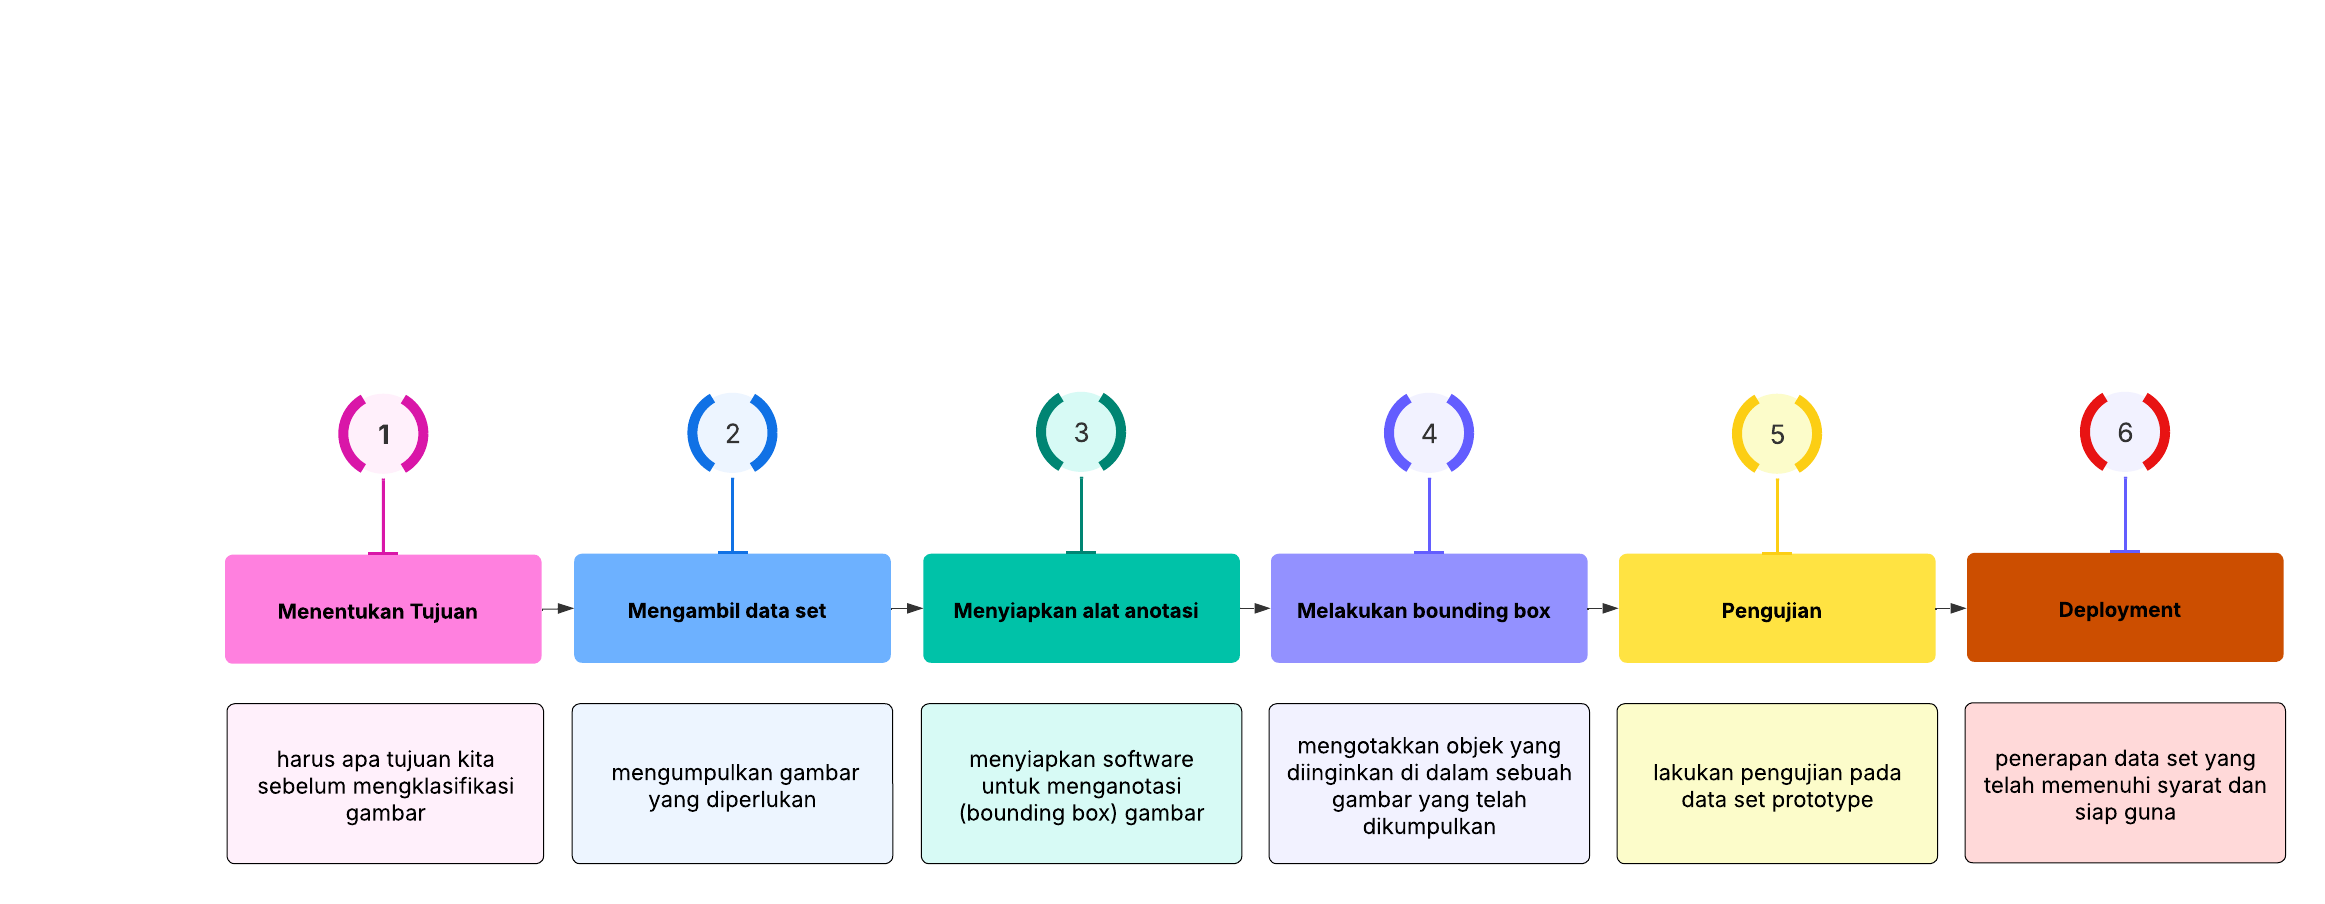 1
2
3
4
5
6
Menentukan Tujuan
Mengambil data set
Menyiapkan alat anotasi
Melakukan bounding box
Pengujian
Deployment
harus apa tujuan kita
sebelum mengklasifikasi
gambar
mengumpulkan gambar
yang diperlukan
menyiapkan software
untuk menganotasi
(bounding box) gambar
mengotakkan objek yang
diinginkan di dalam sebuah
gambar yang telah
dikumpulkan
lakukan pengujian pada
data set prototype
penerapan data set yang
telah memenuhi syarat dan
siap guna